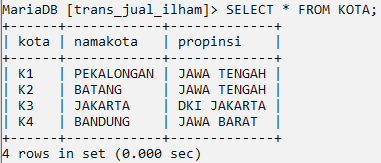 MariaDB [trans_jual_ilham]> SELECT * FROM KOTA;
+------+------------+-------------+
| kota | namakota   | propinsi    |
+------+------------+-------------+
| K1   | PEKALONGAN | JAWA TENGAH |
| K2   | BATANG     | JAWA TENGAH |
| K3   | JAKARTA    | DKI JAKARTA |
| K4   | BANDUNG    | JAWA BARAT  |
+------+------------+-------------+
4 rows in set (0.000 sec)